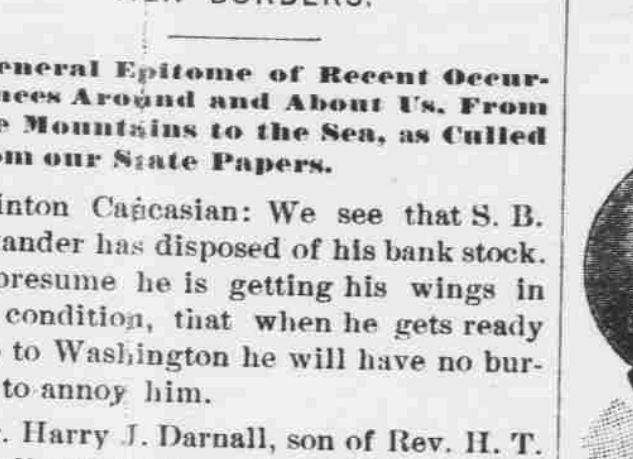 BORDERS.
eneral Epitome of Recent Occur-
nces Around and About Us. From
e Mountains to the Sea, as Culled
om our State Papers.
inton Caucasian: We see that S. B.
ander has disposed of his bank stock.
presume he is getting his wings in
condition, that when he gets ready
to Washington he will have no bur-
to annoy him.
. Harry J. Darnall, son of Rev. H. T.